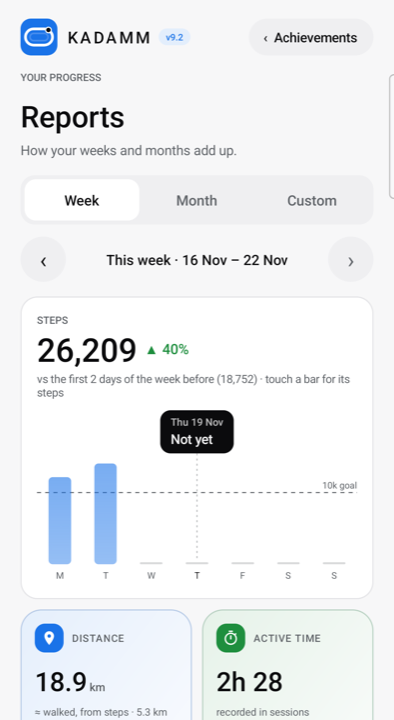 KADAMM v9.2
‹ Achievements
YOUR PROGRESS
Reports
How your weeks and months add up.
Week Month Custom
‹ This week · 16 Nov – 22 Nov ›
STEPS
26,209 ▲ 40%
vs the first 2 days of the week before (18,752) · touch a bar for its
steps
Thu 19 Nov
Not yet
10k goal
M T W T F S S
DISTANCE
18.9 km
≈ walked, from steps · 5.3 km
ACTIVE TIME
2h 28
recorded in sessions